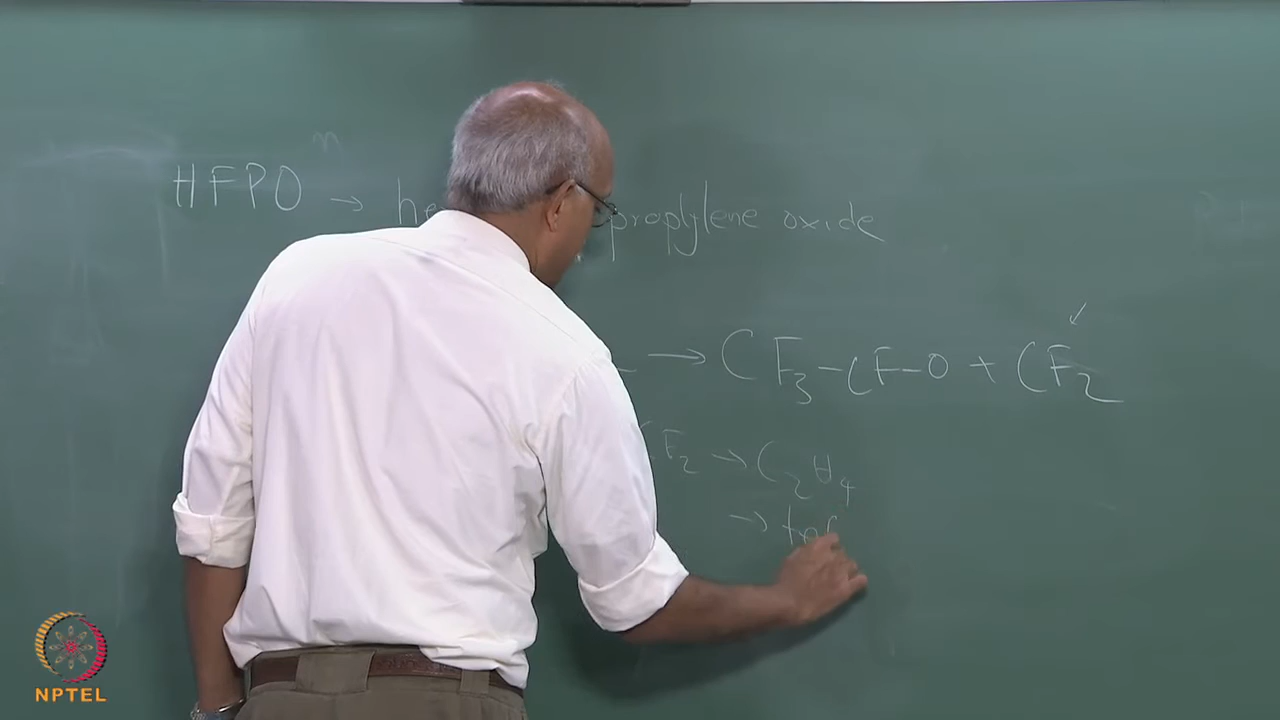 HFPO → he propylene oxide
→ CF₃-CF-O + CF₂
F₂ → C₂H₄
→ tef
NPTEL